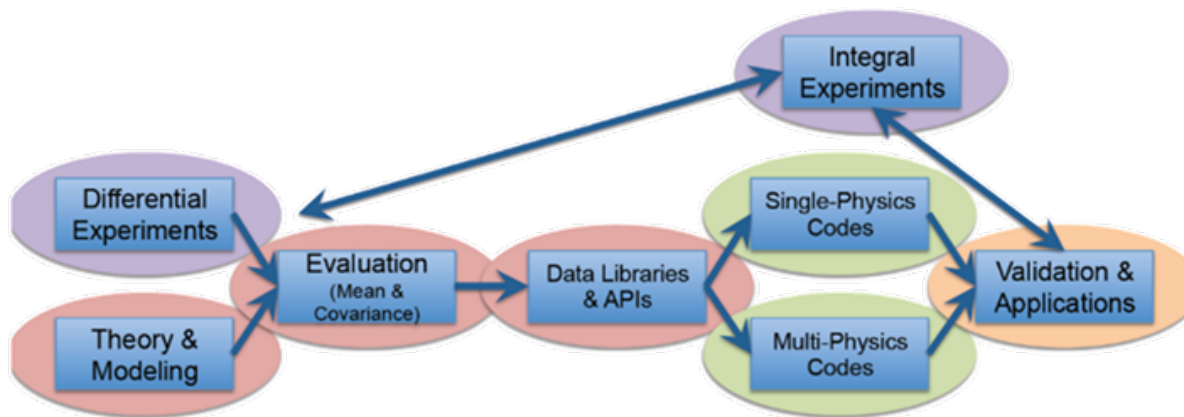 Integral
Experiments
Differential
Experiments
Single-Physics
Codes
Evaluation
(Mean &
Covariance)
Data Libraries
& APIs
Validation &
Applications
Theory &
Modeling
Multi-Physics
Codes